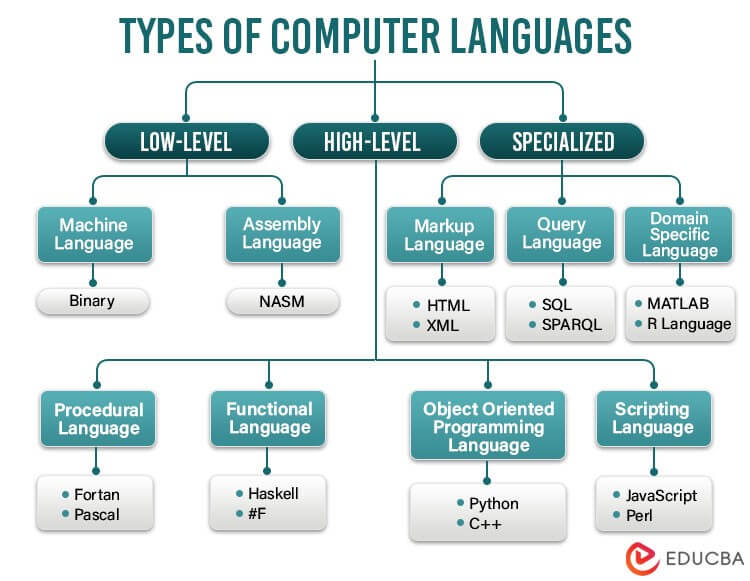 TYPES OF COMPUTER LANGUAGES
LOW-LEVEL
HIGH-LEVEL
SPECIALIZED
Machine
Language
Assembly
Language
Markup
Language
Query
Language
Domain
Specific
Language
Binary
NASM
HTML
XML
SQL
SPARQL
MATLAB
R Language
Procedural
Language
Functional
Language
Object Oriented
Programming
Language
Scripting
Language
Fortan
Pascal
Haskell
#F
Python
C++
JavaScript
Perl
EDUCBA